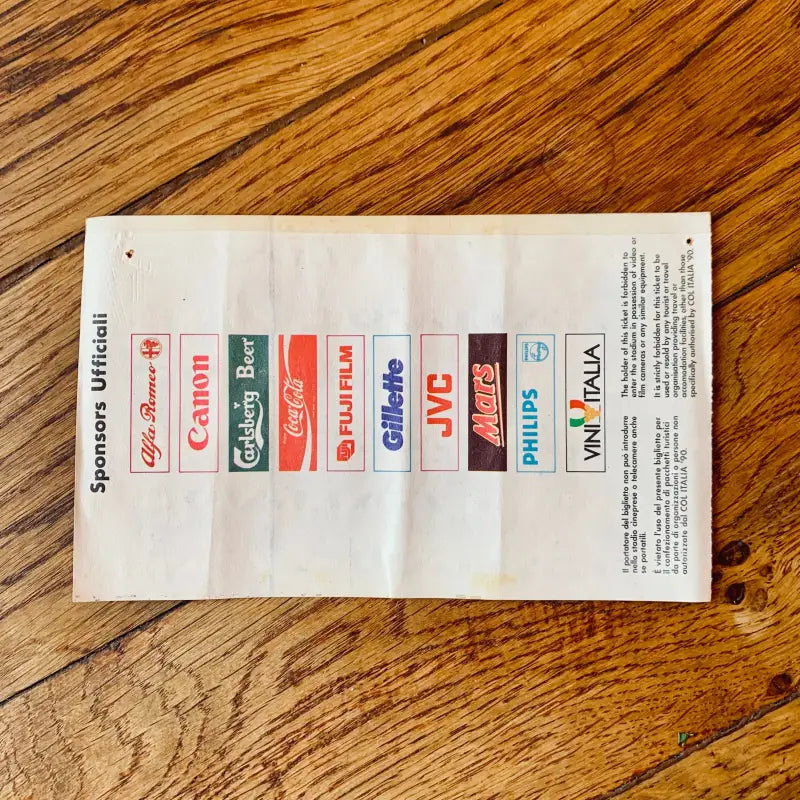 Sponsors Ufficiali
Alfa Romeo
Canon
Carlsberg Beer
Coca-Cola
FUJI FILM
Gillette
JVC
Mars
PHILIPS
VINI ITALIA
Il portatore del biglietto non può introdurre
nello stadio cineprese o telecamere anche
se portatili.
È vietato l'uso del presente biglietto per
il confezionamento di pacchetti turistici
da parte di organizzazioni o persone non
autorizzate dal COL ITALIA '90.
The holder of this ticket is forbidden to
enter the stadium in possession of video or
film cameras or any similar equipment.
It is strictly forbidden for this ticket to be
used or resold by any tourist or travel
organisation providing travel or
accomodation facilities, other than those
specifically authorised by COL ITALIA '90.